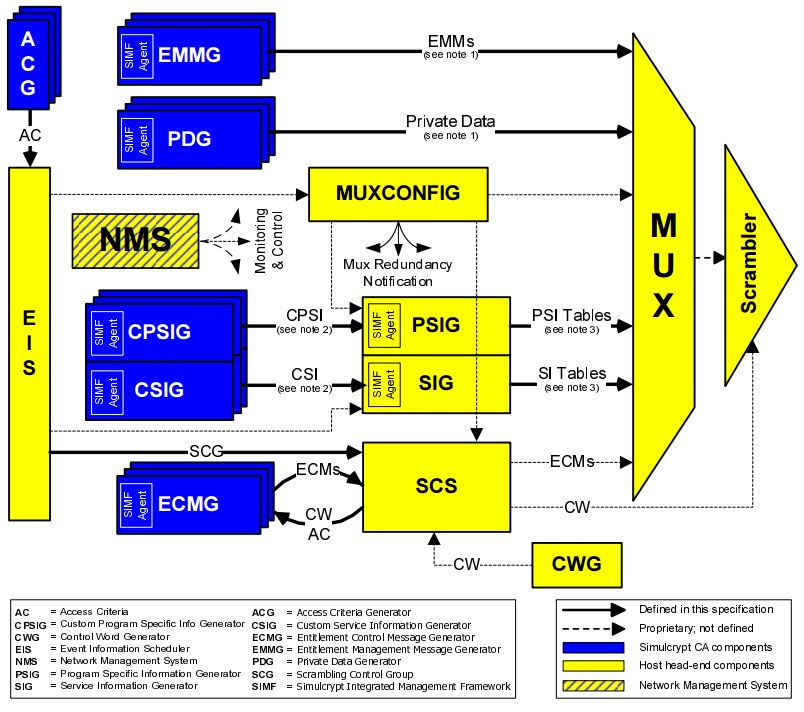 A
C
G
AC
SIMF
Agent
EMMG
EMMs
(see note 1)
SIMF
Agent
PDG
Private Data
(see note 1)
E
I
S
MUXCONFIG
NMS
Monitoring
& Control
Mux Redundancy
Notification
M
U
X
Scrambler
SIMF
Agent
CPSIG
CPSI
(see note 2)
SIMF
Agent
PSIG
PSI Tables
(see note 3)
SIMF
Agent
CSIG
CSI
(see note 2)
SIMF
Agent
SIG
SI Tables
(see note 3)
SCG
SIMF
Agent
ECMG
ECMs
CW
AC
SCS
ECMs
CW
CW
CWG
AC = Access Criteria
CPSIG = Custom Program Specific Info Generator
CWG = Control Word Generator
EIS = Event Information Scheduler
NMS = Network Management System
PSIG = Program Specific Information Generator
SIG = Service Information Generator
ACG = Access Criteria Generator
CSIG = Custom Service Information Generator
ECMG = Entitlement Control Message Generator
EMMG = Entitlement Management Message Generator
PDG = Private Data Generator
SCG = Scrambling Control Group
SIMF = Simulcrypt Integrated Management Framework
Defined in this specification
Proprietary; not defined
Simulcrypt CA components
Host head-end components
Network Management System